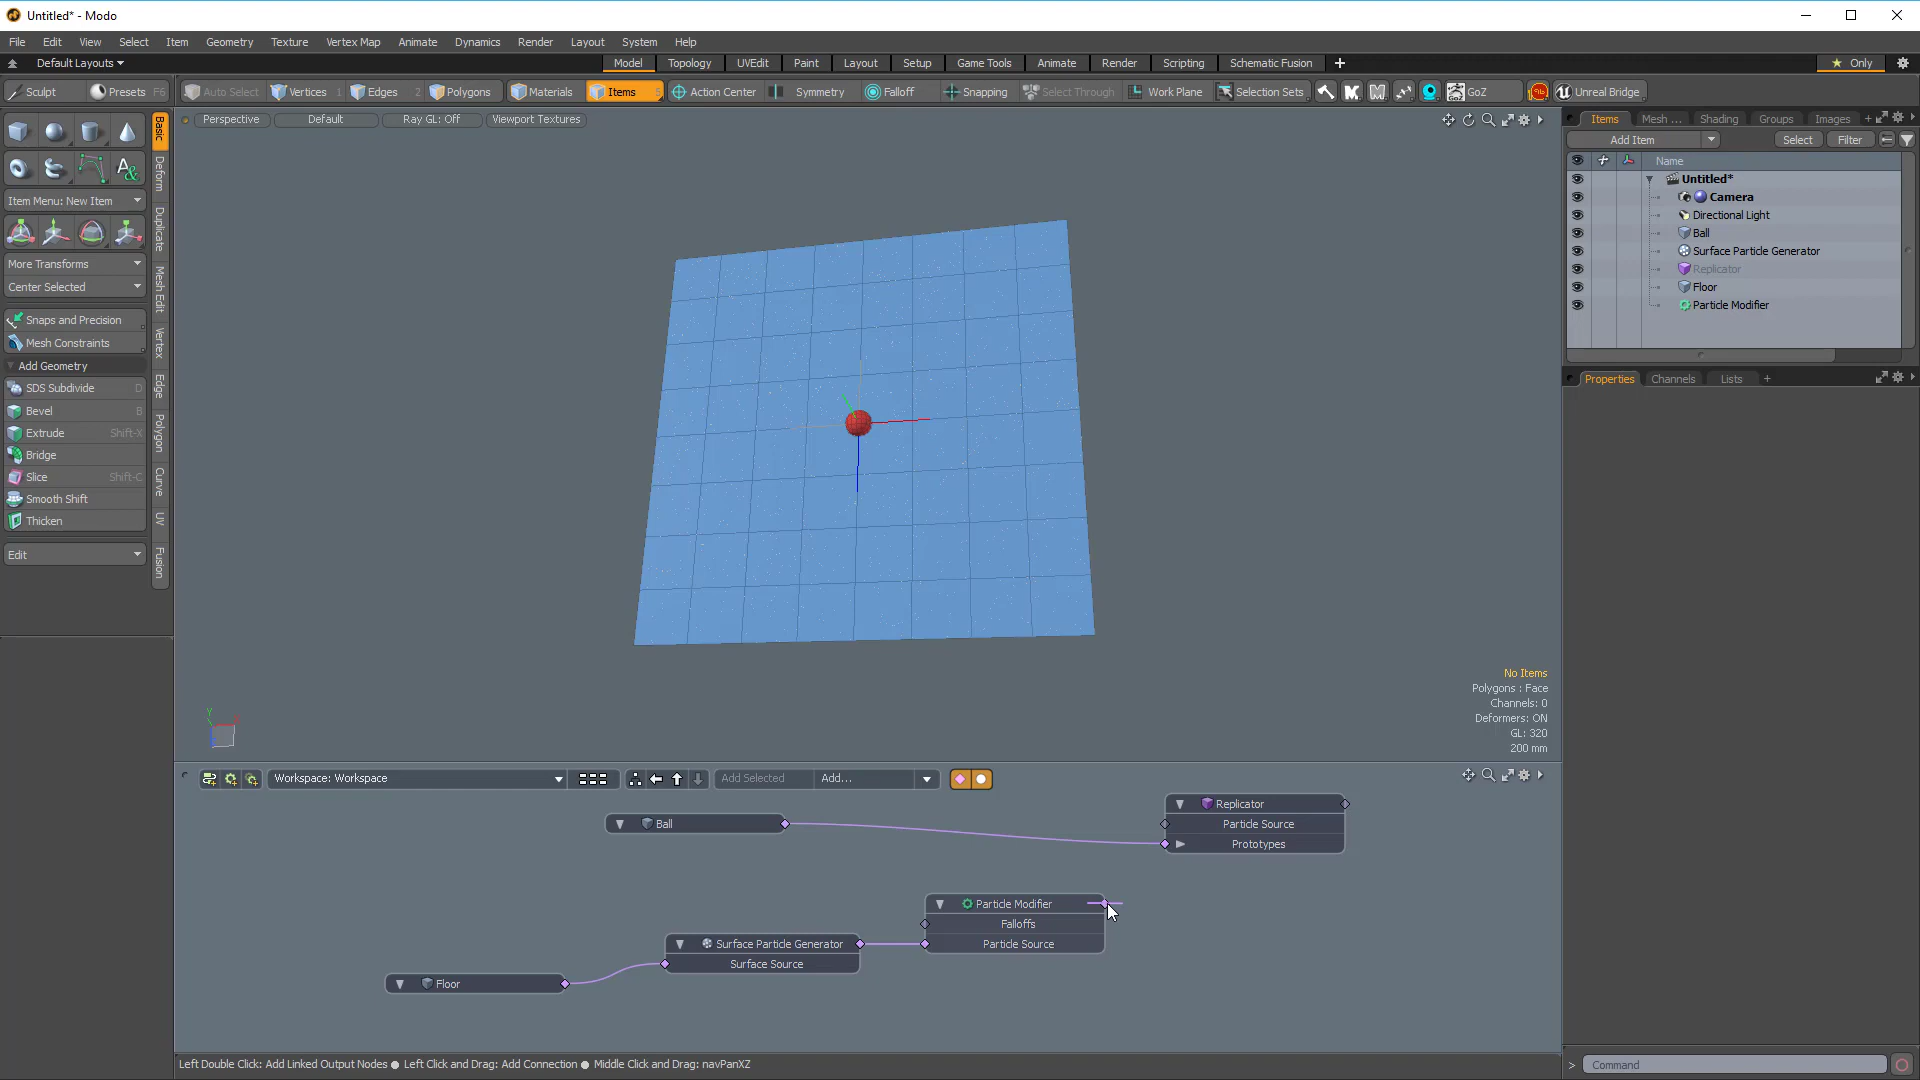 Untitled* - Modo
File Edit View Select Item Geometry Texture Vertex Map Animate Dynamics Render Layout System Help
Default Layouts Model Topology UVEdit Paint Layout Setup Game Tools Animate Render Scripting Schematic Fusion + Only
Sculpt Presets F6 Auto Select Vertices 1 Edges 2 Polygons Materials Items 5 Action Center Symmetry Falloff Snapping Select Through Work Plane Selection Sets GoZ GoZ Unreal Bridge
Perspective Default Ray GL: Off Viewport Textures
Basic
Deform
Duplicate
Mesh Edit
Vertex
Edge
Polygon
Curve
UV
Fusion
Item Menu: New Item
More Transforms
Center Selected
Snaps and Precision
Mesh Constraints
Add Geometry
SDS Subdivide D
Bevel B
Extrude Shift-X
Bridge
Slice Shift-C
Smooth Shift
Thicken
Edit
Items Mesh ... Shading Groups Images +
Add Item Select Filter
Name
Untitled*
Camera
Directional Light
Ball
Surface Particle Generator
Replicator
Floor
Particle Modifier
Properties Channels Lists +
No Items
Polygons : Face
Channels: 0
Deformers: ON
GL: 320
200 mm
Y
Workspace: Workspace Add Selected Add...
Replicator
Particle Source
Prototypes
Ball
Particle Modifier
Falloffs
Particle Source
Surface Particle Generator
Surface Source
Floor
Left Double Click: Add Linked Output Nodes ● Left Click and Drag: Add Connection ● Middle Click and Drag: navPanXZ
> Command